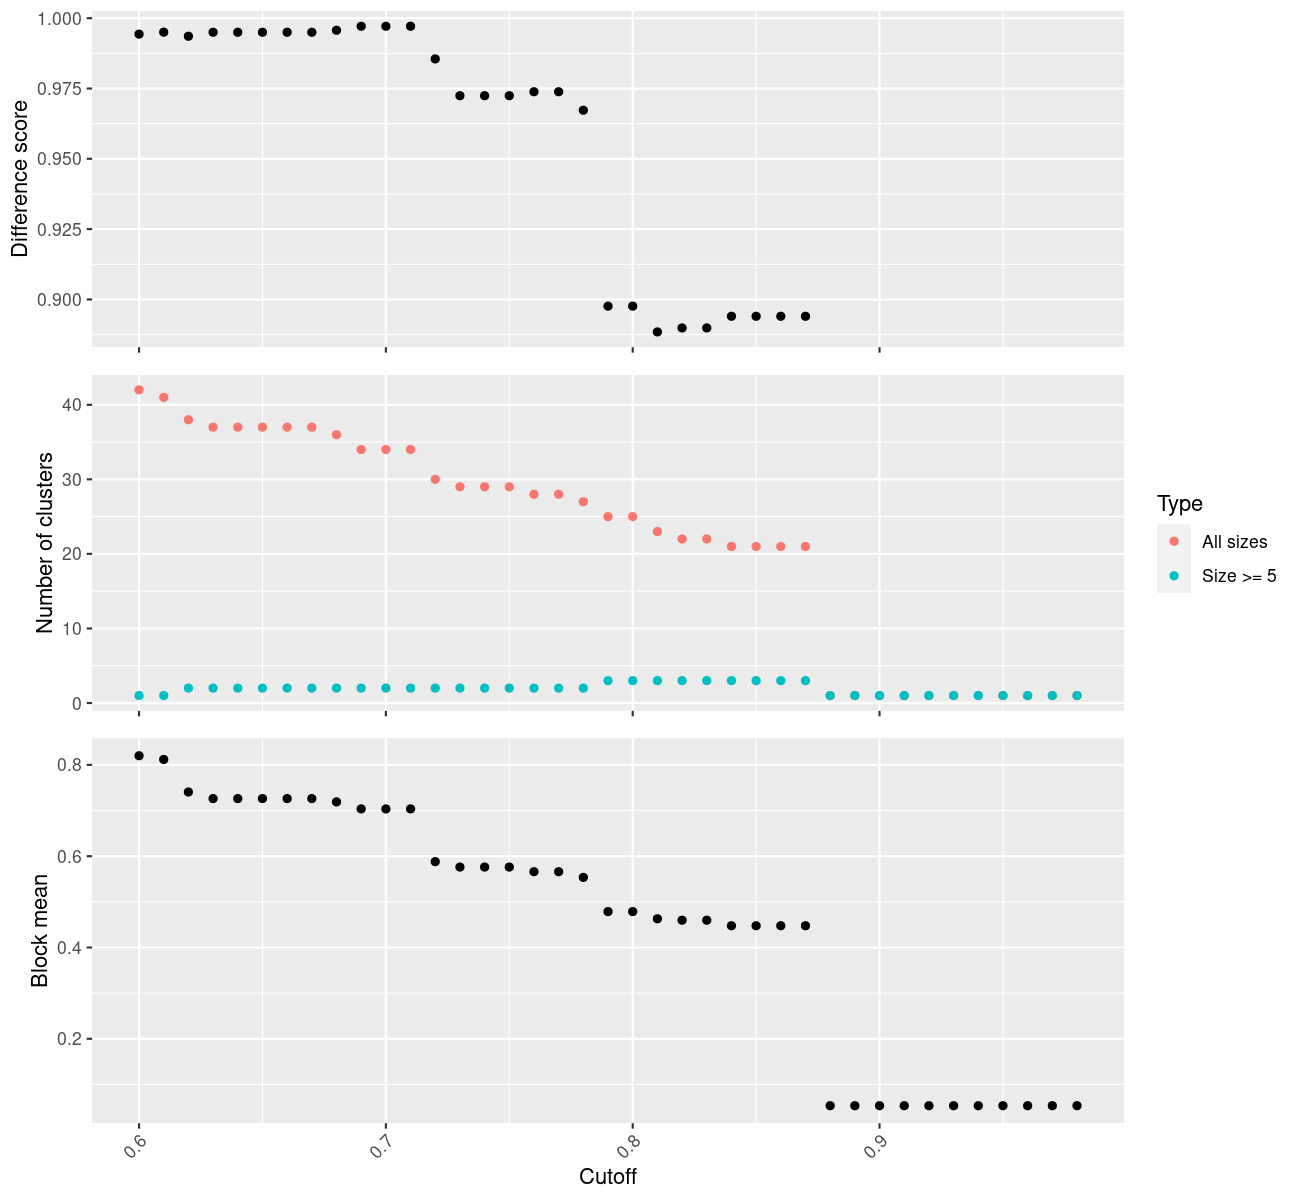 Difference score
1.000
0.975
0.950
0.925
0.900
Number of clusters
40
30
20
10
0
Type
All sizes
Size >= 5
Block mean
0.8
0.6
0.4
0.2
0.6 0.7 0.8 0.9
Cutoff